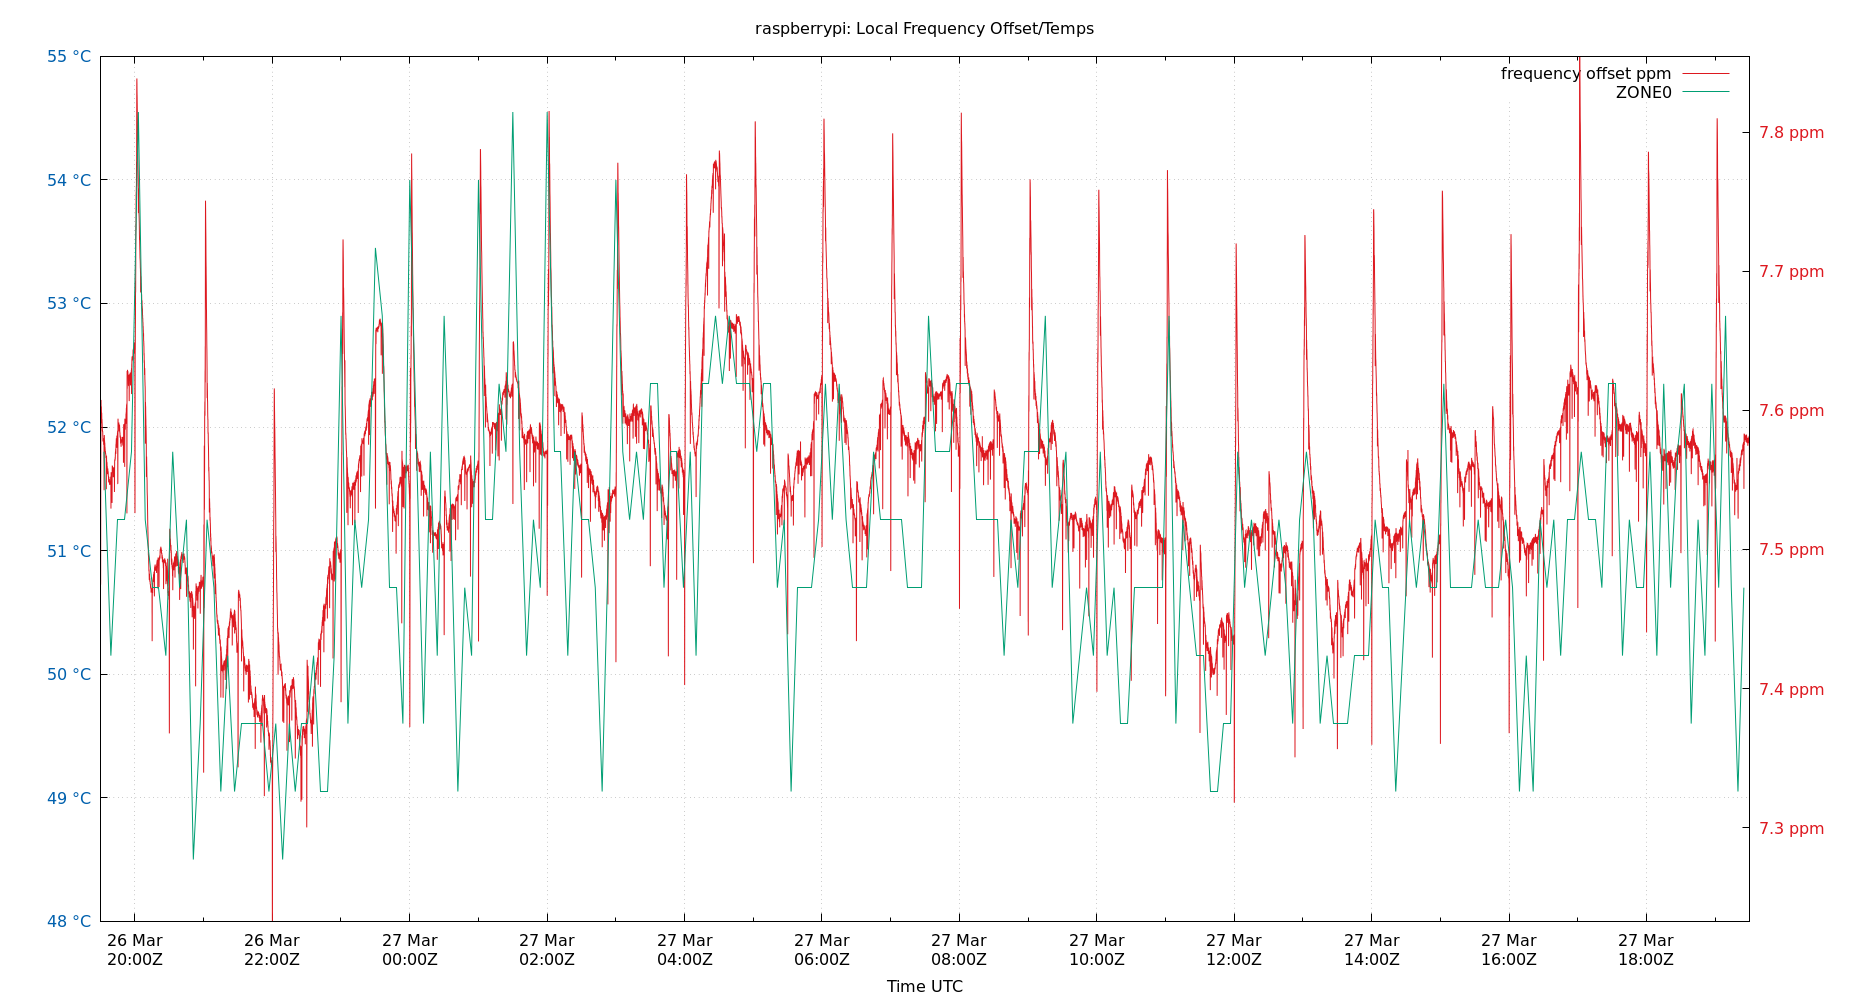 raspberrypi: Local Frequency Offset/Temps
55 °C
54 °C
53 °C
52 °C
51 °C
50 °C
49 °C
48 °C
frequency offset ppm
ZONE0
7.8 ppm
7.7 ppm
7.6 ppm
7.5 ppm
7.4 ppm
7.3 ppm
26 Mar 26 Mar 27 Mar 27 Mar 27 Mar 27 Mar 27 Mar 27 Mar 27 Mar 27 Mar 27 Mar 27 Mar
20:00Z 22:00Z 00:00Z 02:00Z 04:00Z 06:00Z 08:00Z 10:00Z 12:00Z 14:00Z 16:00Z 18:00Z
Time UTC